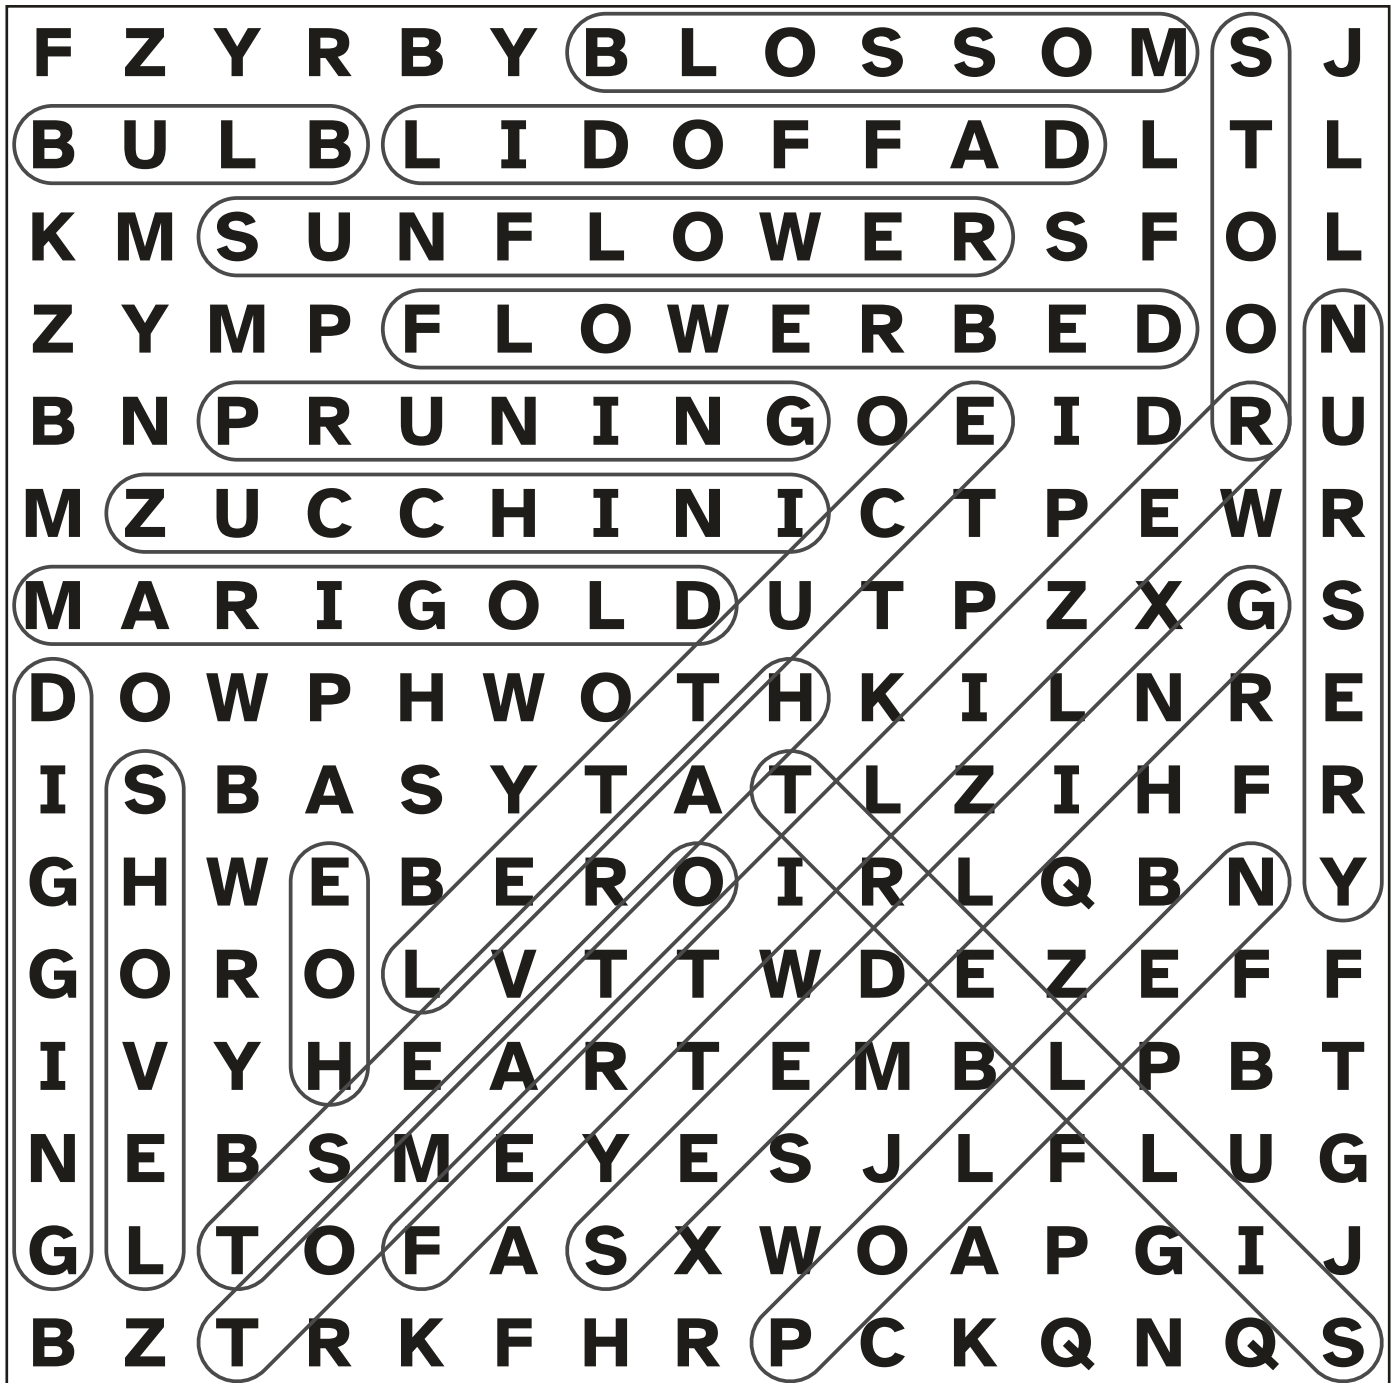 F Z Y R B Y B L O S S O M S J
B U L B L I D O F F A D L T L
K M S U N F L O W E R S F O L
Z Y M P F L O W E R B E D O N
B N P R U N I N G O E I D R U
M Z U C C H I N I C T P E W R
M A R I G O L D U T P Z X G S
D O W P H W O T H K I L N R E
I S B A S Y T A T L Z I H F R
G H W E B E R O I R L Q B N Y
G O R O L V T T W D E Z E F F
I V Y H E A R T E M B L P B T
N E B S M E Y E S J L F L U G
G L T O F A S X W O A P G I J
B Z T R K F H R P C K Q N Q S